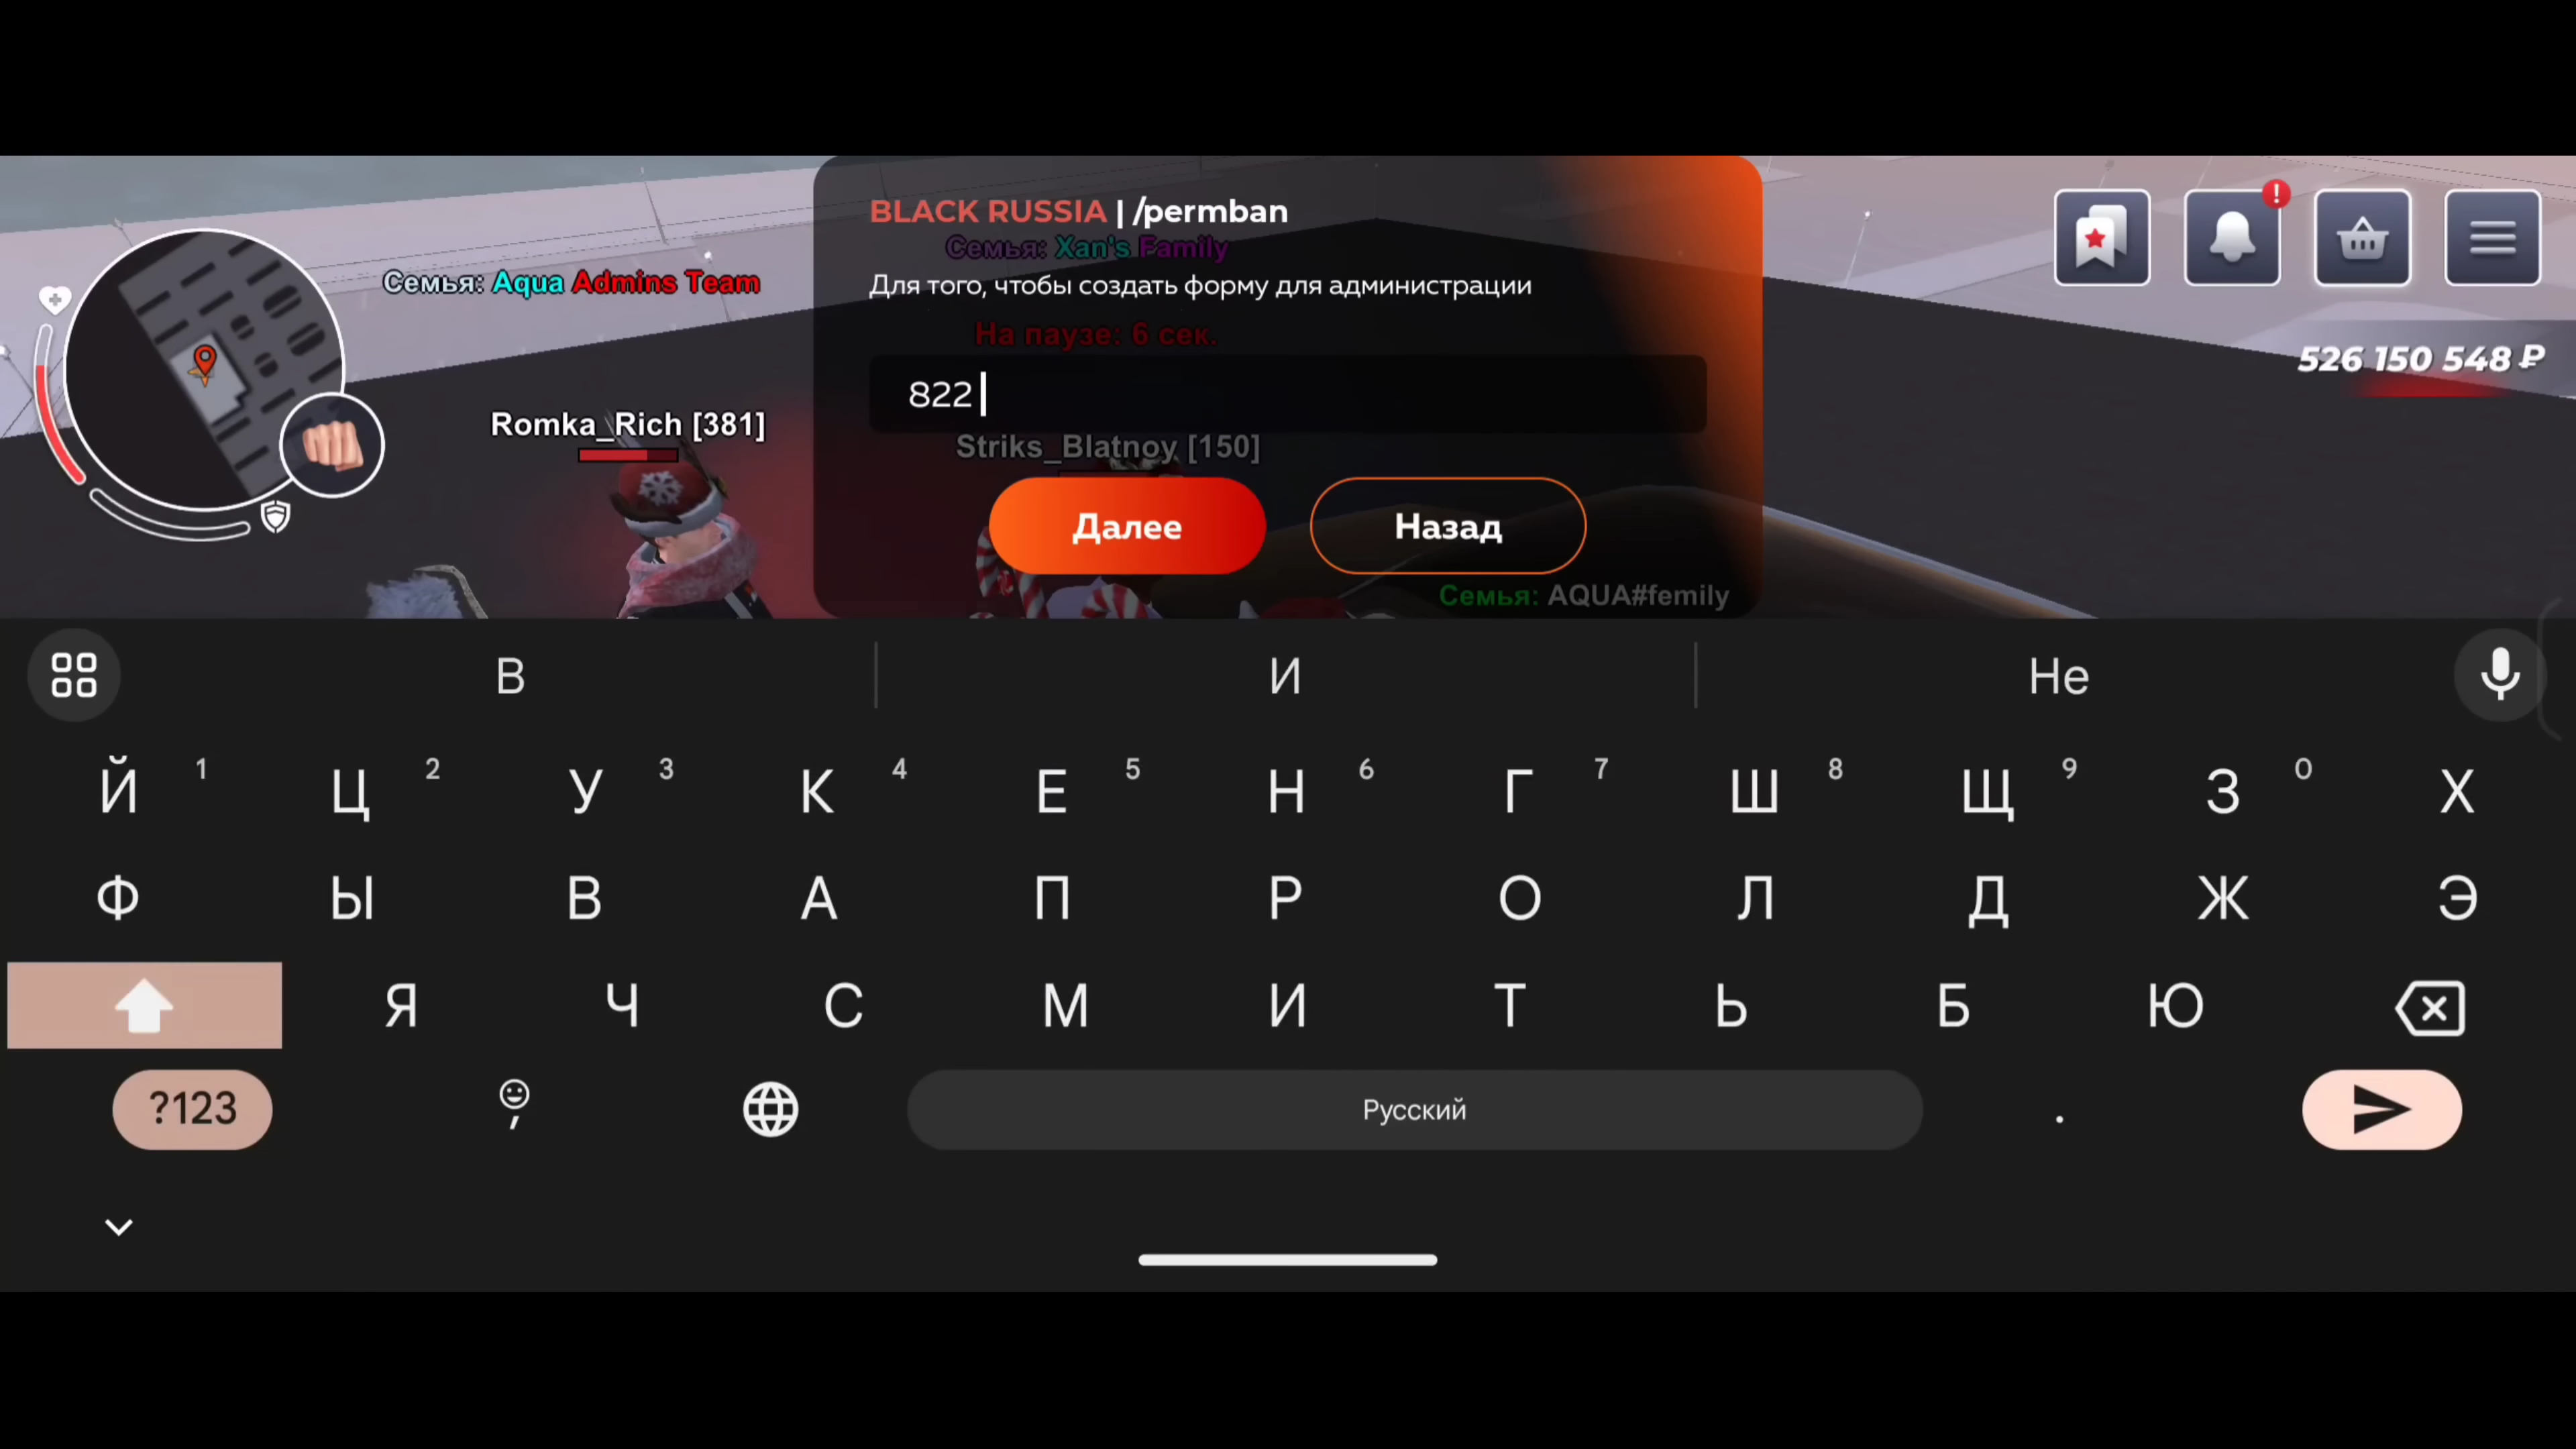 BLACK RUSSIA | /permban
Семья: Xan's Family
Семья: Aqua Admins Team
Для того, чтобы создать форму для администрации
На паузе: 6 сек.
526 150 548 ₽
822
Romka_Rich [381]
Striks_Blatnoy [150]
Далее
Назад
Семья: AQUA#femily
В И Не
Й 1 Ц 2 У 3 К 4 Е 5 Н 6 Г 7 Ш 8 Щ 9 З 0 Х
Ф Ы В А П Р О Л Д Ж Э
Я Ч С М И Т Ь Б Ю
?123 , Русский .